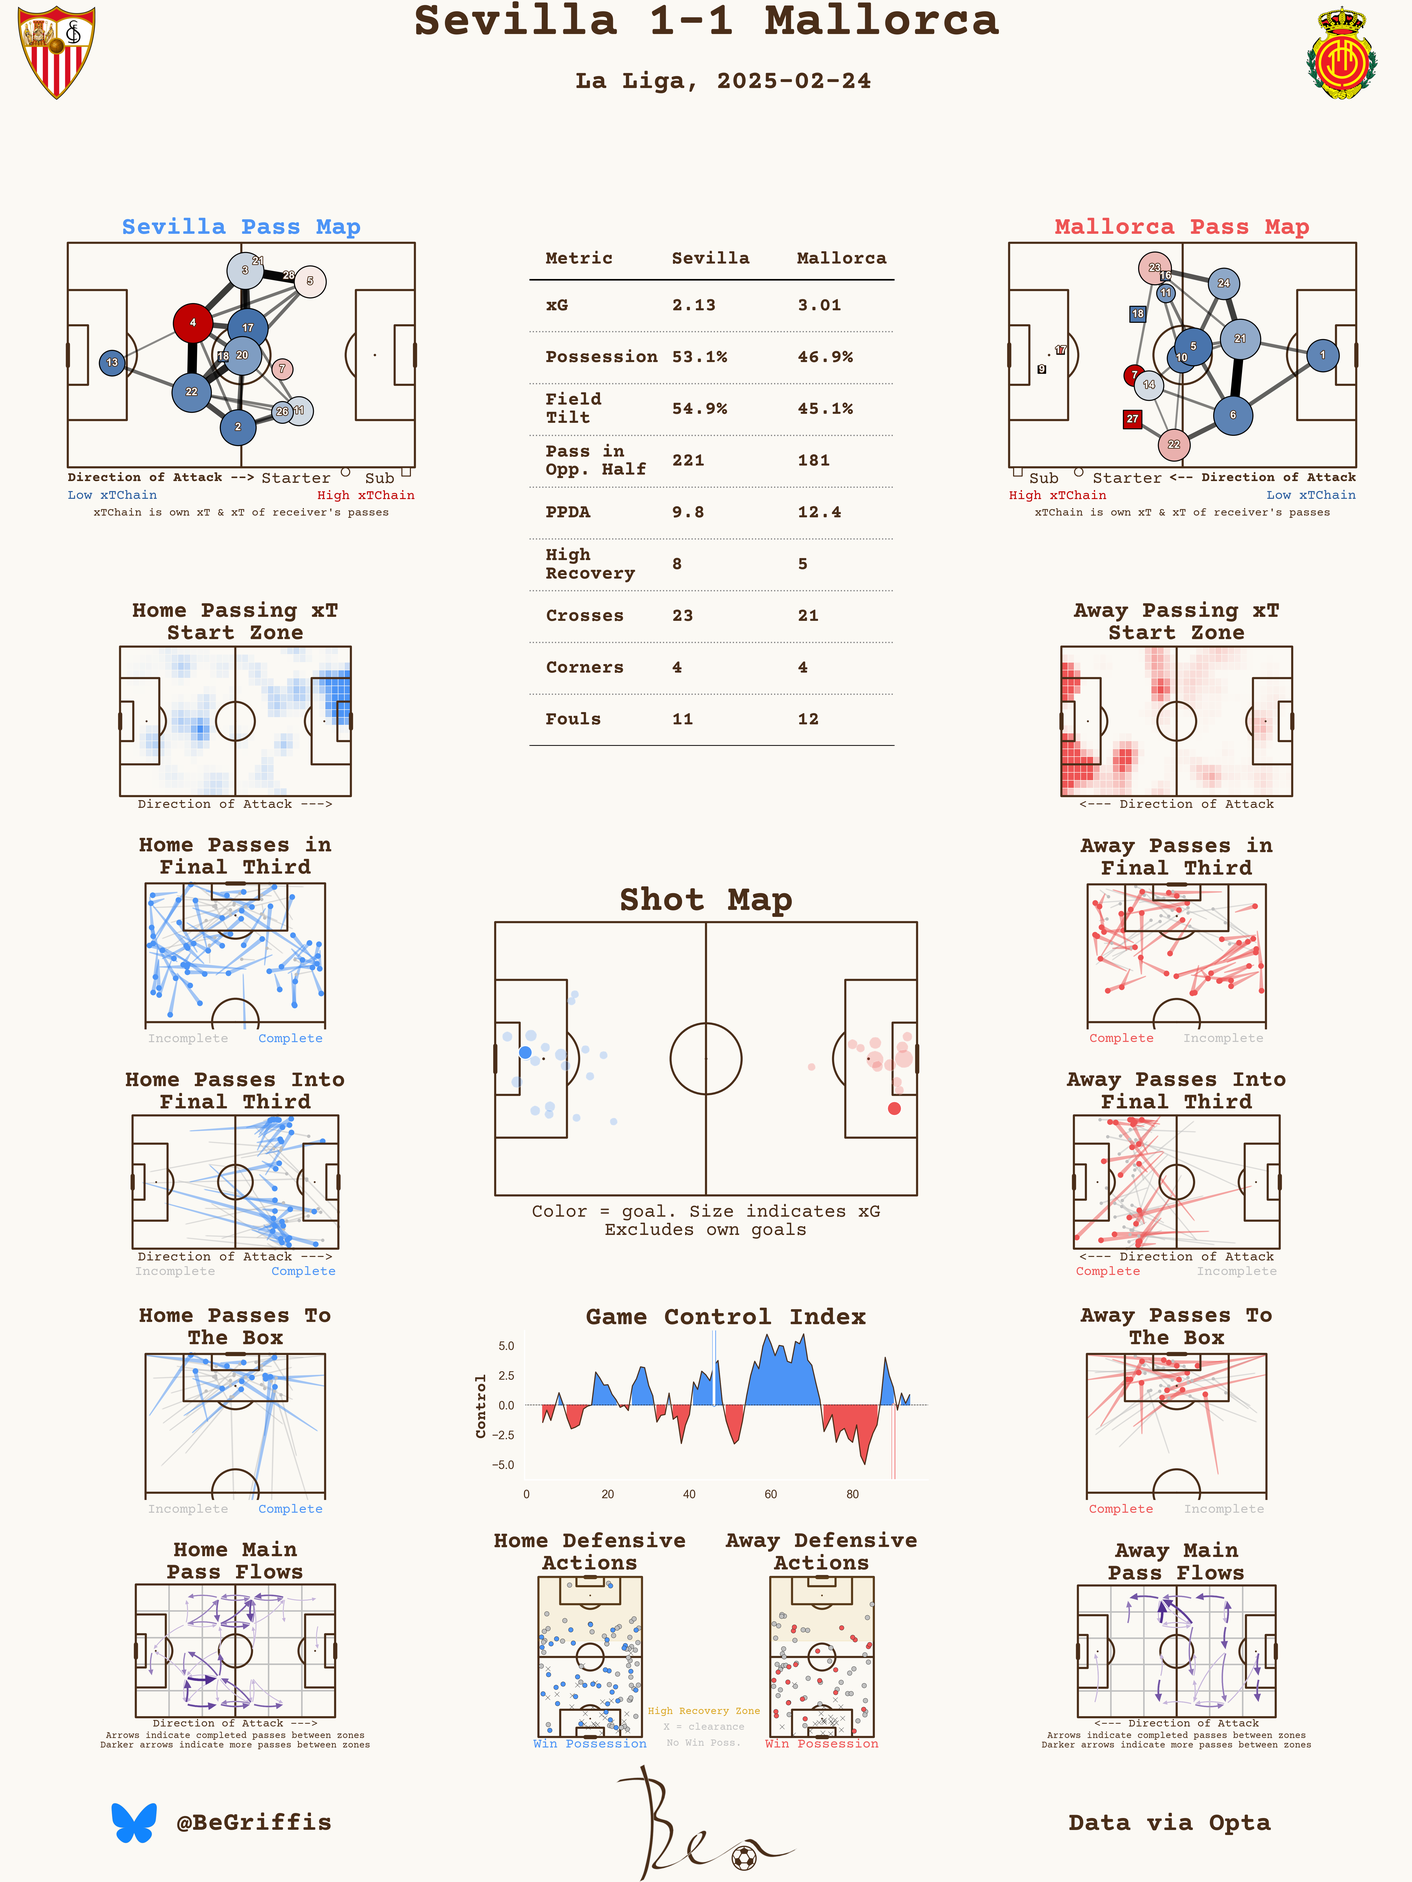 Sevilla 1-1 Mallorca
La Liga, 2025-02-24
Sevilla Pass Map
21
3
28
5
4
17
18
20
7
13
22
26
11
2
Direction of Attack --> Starter Sub
Low xTChain High xTChain
xTChain is own xT & xT of receiver's passes
Metric Sevilla Mallorca
xG 2.13 3.01
Possession 53.1% 46.9%
Field
Tilt 54.9% 45.1%
Pass in
Opp. Half 221 181
PPDA 9.8 12.4
High
Recovery 8 5
Crosses 23 21
Corners 4 4
Fouls 11 12
Mallorca Pass Map
23
16
24
11
18
17
5
21
10
1
9
7
14
27
6
22
Sub Starter <-- Direction of Attack
High xTChain Low xTChain
xTChain is own xT & xT of receiver's passes
Home Passing xT
Start Zone
Direction of Attack --->
Away Passing xT
Start Zone
<--- Direction of Attack
Home Passes in
Final Third
Incomplete Complete
Away Passes in
Final Third
Complete Incomplete
Shot Map
Color = goal. Size indicates xG
Excludes own goals
Home Passes Into
Final Third
Direction of Attack --->
Incomplete Complete
Away Passes Into
Final Third
<--- Direction of Attack
Complete Incomplete
Home Passes To
The Box
Incomplete Complete
Game Control Index
Control
5.0
2.5
0.0
−2.5
−5.0
0 20 40 60 80
Away Passes To
The Box
Complete Incomplete
Home Main
Pass Flows
Direction of Attack --->
Arrows indicate completed passes between zones
Darker arrows indicate more passes between zones
Home Defensive
Actions
Win Possession
Away Defensive
Actions
Win Possession
High Recovery Zone
X = clearance
No Win Poss.
Away Main
Pass Flows
<--- Direction of Attack
Arrows indicate completed passes between zones
Darker arrows indicate more passes between zones
@BeGriffis
Data via Opta